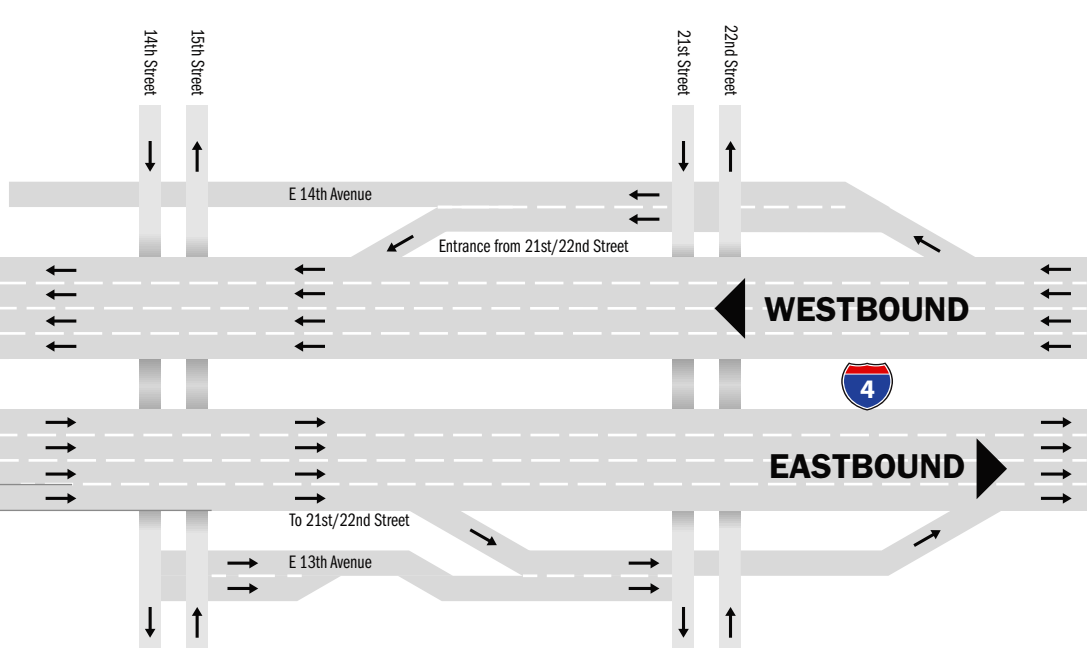 14th Street
15th Street
21st Street
22nd Street
E 14th Avenue
Entrance from 21st/22nd Street
WESTBOUND
4
EASTBOUND
To 21st/22nd Street
E 13th Avenue